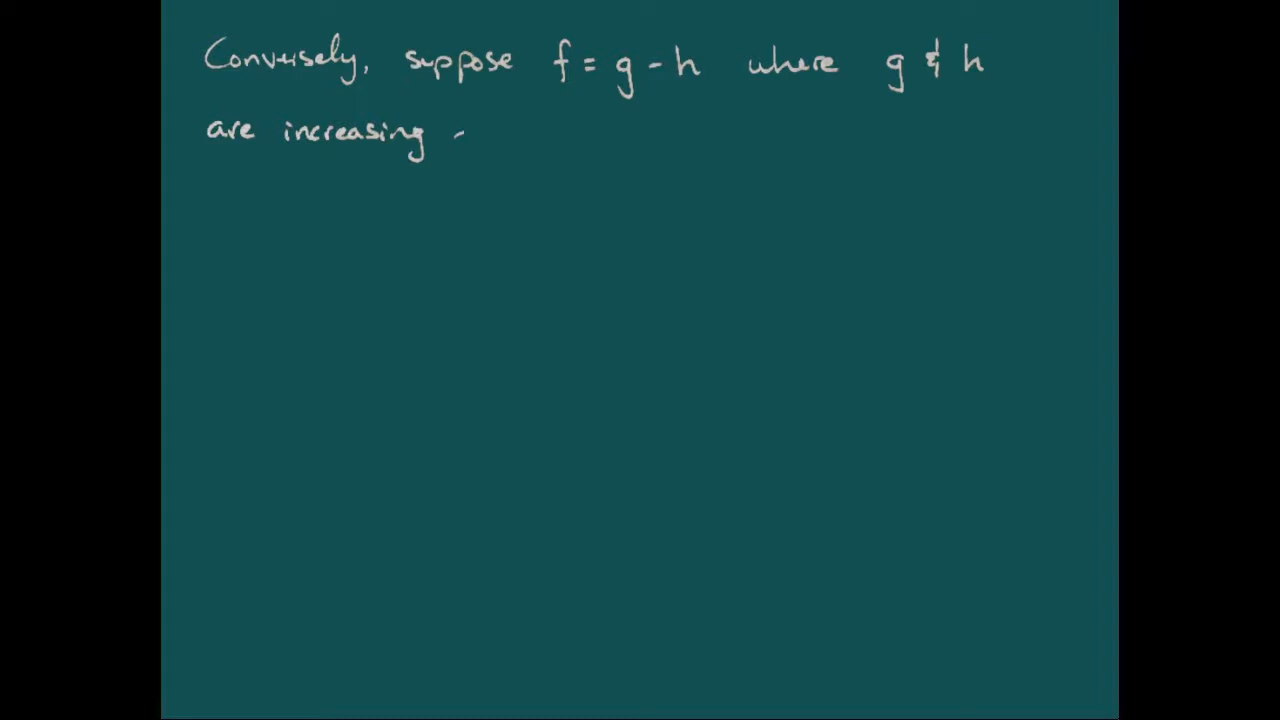 Conversely, suppose f = g - h where g & h
are increasing